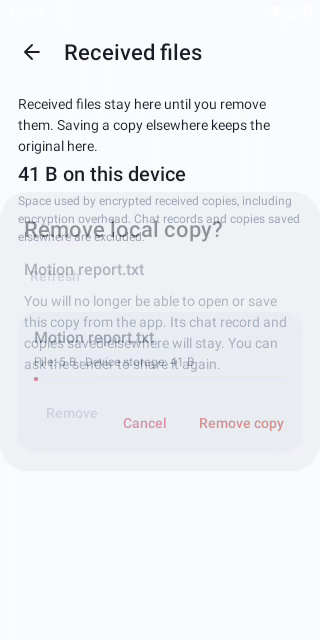 Received files
Received files stay here until you remove
them. Saving a copy elsewhere keeps the
original here.
41 B on this device
Space used by encrypted received copies, including
encryption overhead. Chat records and copies saved
elsewhere are excluded.
Refresh
Motion report.txt
File: 5 B · Device storage: 41 B
Remove
Remove local copy?
Motion report.txt
You will no longer be able to open or save
this copy from the app. Its chat record and
copies saved elsewhere will stay. You can
ask the sender to share it again.
Cancel
Remove copy